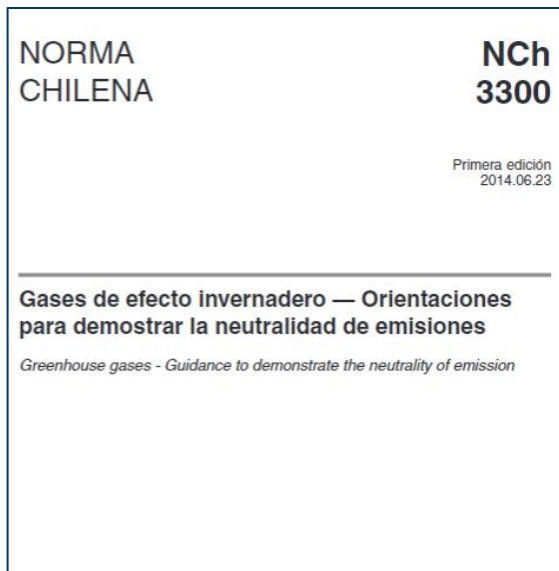 NORMA
CHILENA
NCh
3300
Primera edición
2014.06.23
Gases de efecto invernadero — Orientaciones
para demostrar la neutralidad de emisiones
Greenhouse gases - Guidance to demonstrate the neutrality of emission